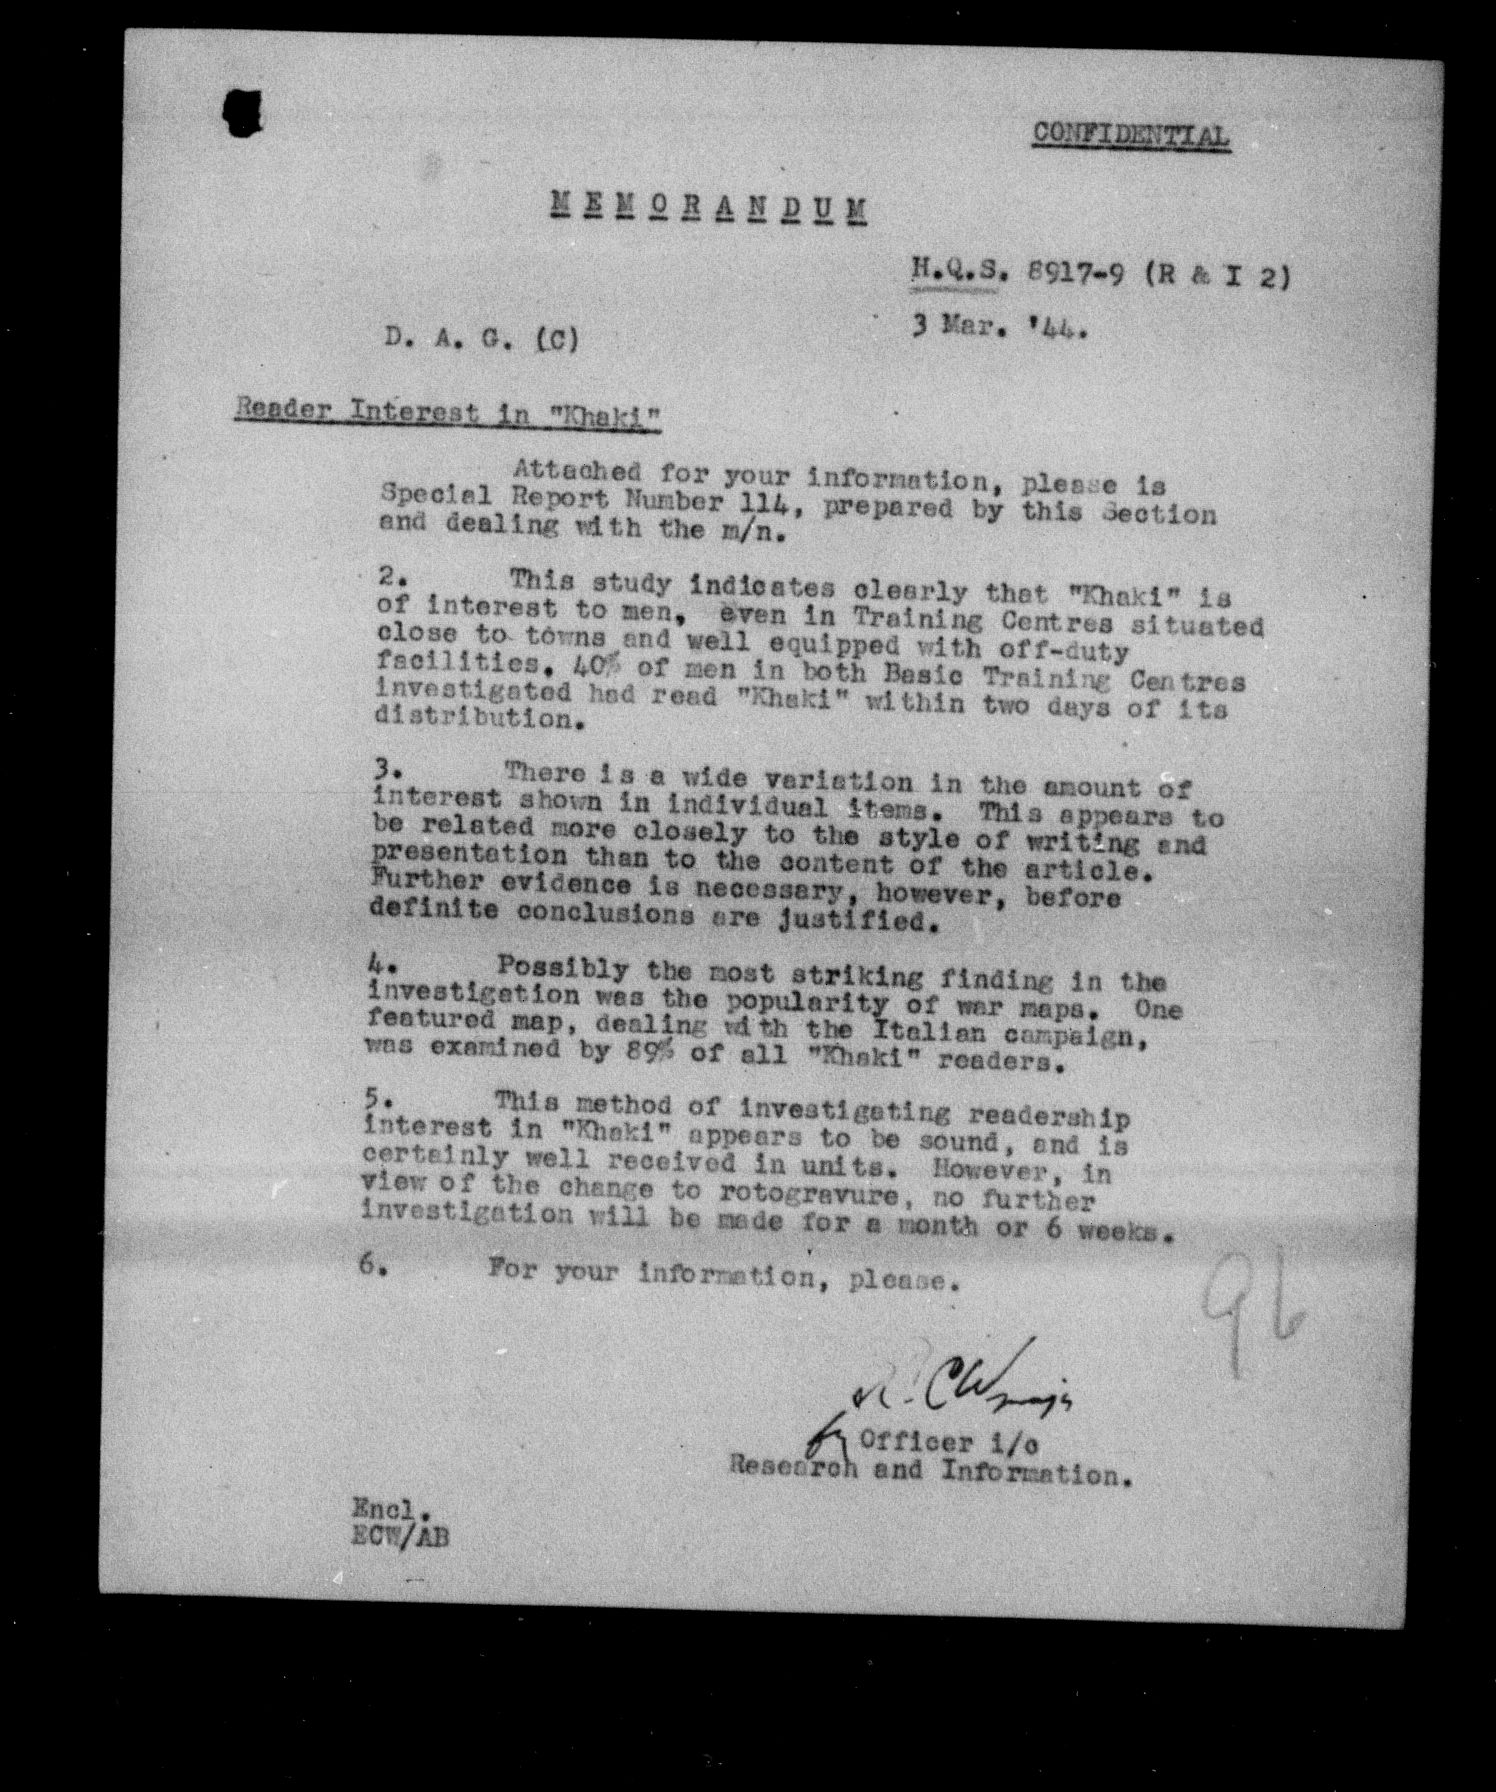 CONFIDENTIAL
MEMORANDUM
H.Q.S. 8917-9 (R & I 2)
3 Mar. '44.
D. A. G. (C)
Reader Interest in "Khaki"
Attached for your information, please is
Special Report Number 114, prepared by this Section
and dealing with the m/n.
2. This study indicates clearly that "Khaki" is
of interest to men, even in Training Centres situated
close to towns and well equipped with off-duty
facilities. 40% of men in both Basic Training Centres
investigated had read "Khaki" within two days of its
distribution.
3. There is a wide variation in the amount of
interest shown in individual items. This appears to
be related more closely to the style of writing and
presentation than to the content of the article.
Further evidence is necessary, however, before
definite conclusions are justified.
4. Possibly the most striking finding in the
investigation was the popularity of war maps. One
featured map, dealing with the Italian campaign,
was examined by 89% of all "Khaki" readers.
5. This method of investigating readership
interest in "Khaki" appears to be sound, and is
certainly well received in units. However, in
view of the change to rotogravure, no further
investigation will be made for a month or 6 weeks.
6. For your information, please.
96
Officer i/c
Research and Information.
Encl.
ECW/AB